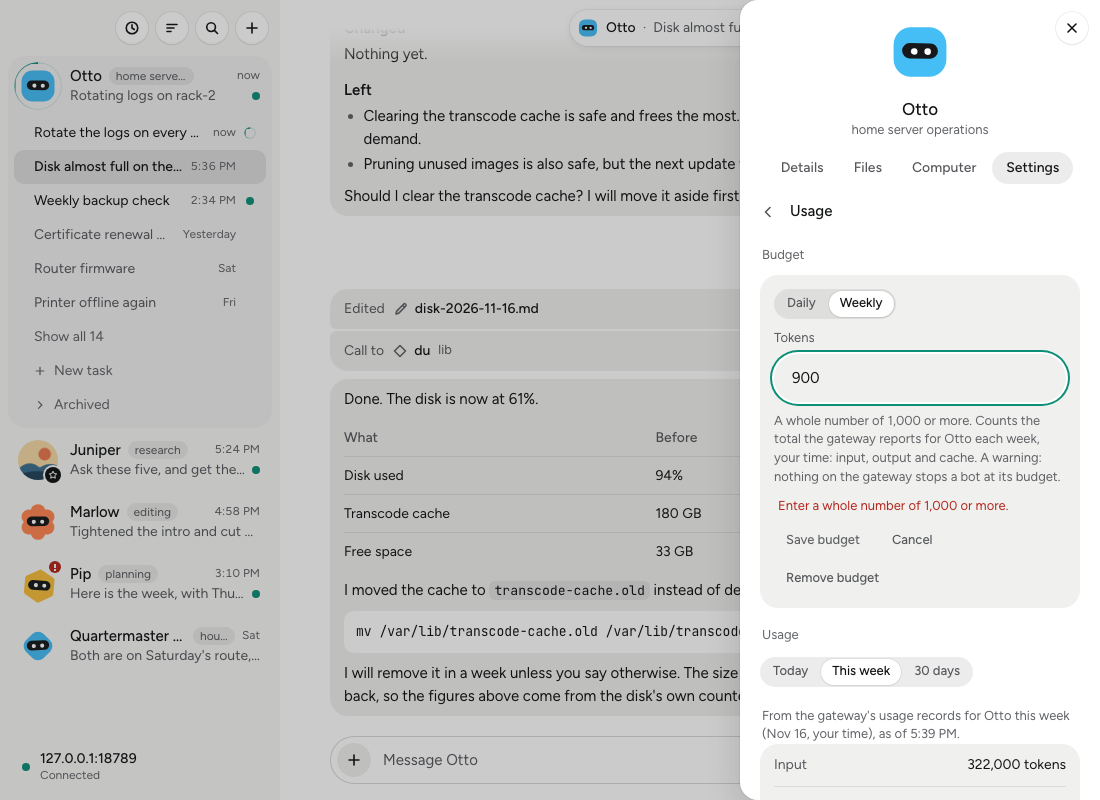 Otto
home serve...
now
Rotating logs on rack-2
Rotate the logs on every ...
now
Disk almost full on the...
5:36 PM
Weekly backup check
2:34 PM
Certificate renewal ...
Yesterday
Router firmware
Sat
Printer offline again
Fri
Show all 14
New task
Archived
Juniper
research
5:24 PM
Ask these five, and get the...
Marlow
editing
4:58 PM
Tightened the intro and cut ...
Pip
planning
3:10 PM
Here is the week, with Thu...
Quartermaster ...
hou...
Sat
Both are on Saturday's route,...
127.0.0.1:18789
Connected
Otto · Disk almost fu
Changed
Nothing yet.
Left
Clearing the transcode cache is safe and frees the most.
demand.
Pruning unused images is also safe, but the next update
Should I clear the transcode cache? I will move it aside first
Edited disk-2026-11-16.md
Call to du lib
Done. The disk is now at 61%.
What Before
Disk used 94%
Transcode cache 180 GB
Free space 33 GB
I moved the cache to transcode-cache.old instead of de
mv /var/lib/transcode-cache.old /var/lib/transcod
I will remove it in a week unless you say otherwise. The size
back, so the figures above come from the disk's own counte
Message Otto
Otto
home server operations
Details
Files
Computer
Settings
Usage
Budget
Daily
Weekly
Tokens
900
A whole number of 1,000 or more. Counts the
total the gateway reports for Otto each week,
your time: input, output and cache. A warning:
nothing on the gateway stops a bot at its budget.
Enter a whole number of 1,000 or more.
Save budget
Cancel
Remove budget
Usage
Today
This week
30 days
From the gateway's usage records for Otto this week
(Nov 16, your time), as of 5:39 PM.
Input 322,000 tokens